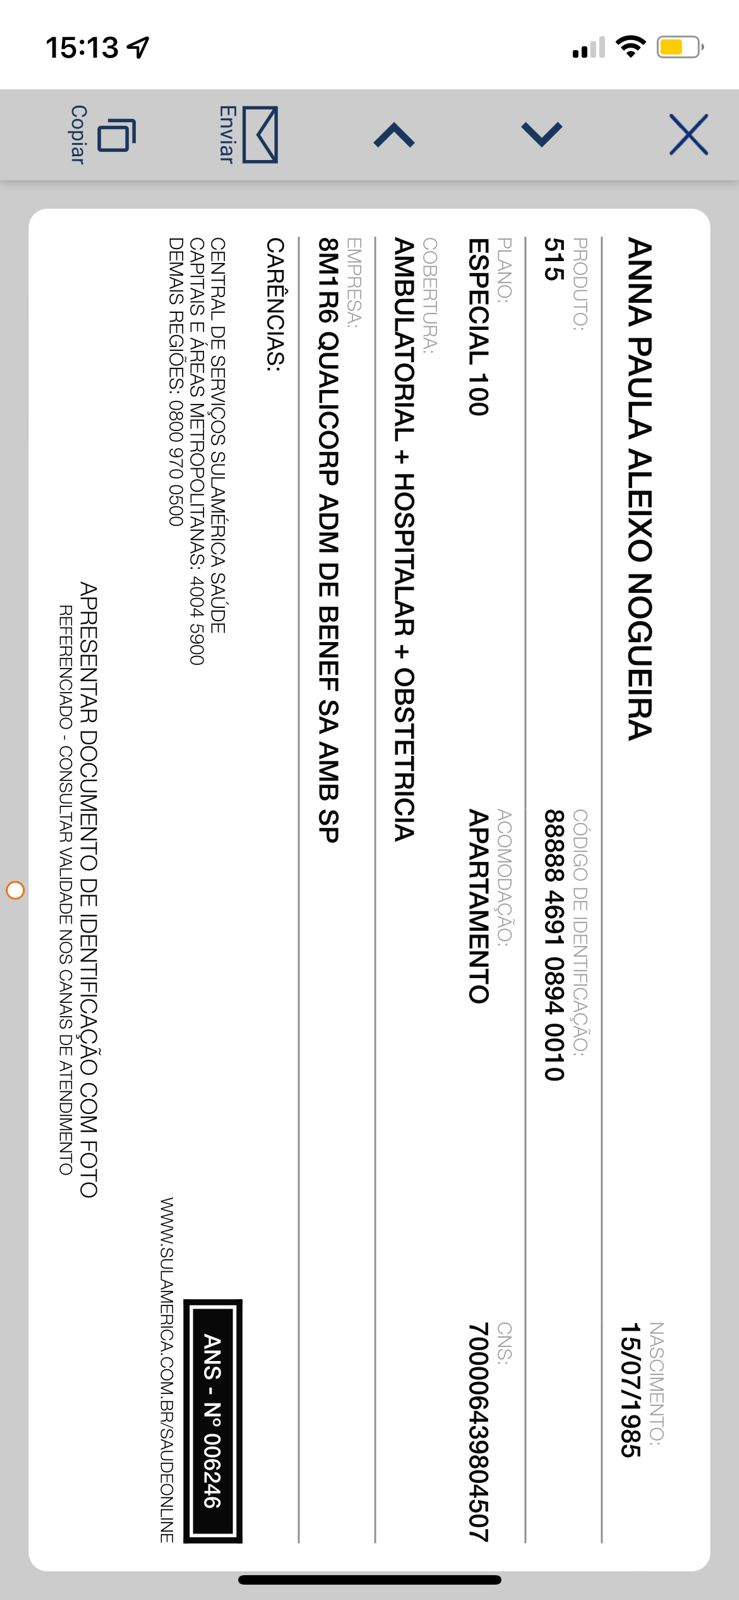 15:13
Copiar
Enviar
ANNA PAULA ALEIXO NOGUEIRA
NASCIMENTO:
15/07/1985
PRODUTO:
515
CÓDIGO DE IDENTIFICAÇÃO:
88888 4691 0894 0010
PLANO:
ESPECIAL 100
ACOMODAÇÃO:
APARTAMENTO
CNS:
700006439804507
COBERTURA:
AMBULATORIAL + HOSPITALAR + OBSTETRICIA
EMPRESA:
8M1R6 QUALICORP ADM DE BENEF SA AMB SP
CARÊNCIAS:
CENTRAL DE SERVIÇOS SULAMÉRICA SAÚDE
CAPITAIS E ÁREAS METROPOLITANAS: 4004 5900
DEMAIS REGIÕES: 0800 970 0500
ANS - Nº 006246
WWW.SULAMERICA.COM.BR/SAUDEONLINE
APRESENTAR DOCUMENTO DE IDENTIFICAÇÃO COM FOTO
REFERENCIADO - CONSULTAR VALIDADE NOS CANAIS DE ATENDIMENTO